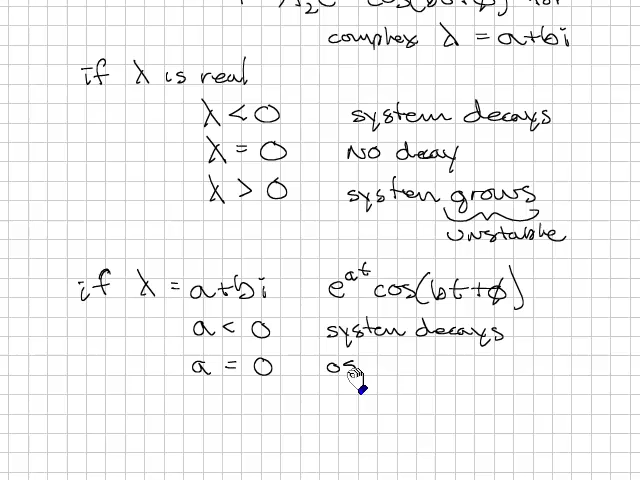 complex λ = a+bi
if λ is real
λ < 0 system decays
λ = 0 No decay
λ > 0 system grows
unstable
if λ = a+bi e^at cos(bt+ϕ)
a < 0 system decays
a = 0 os